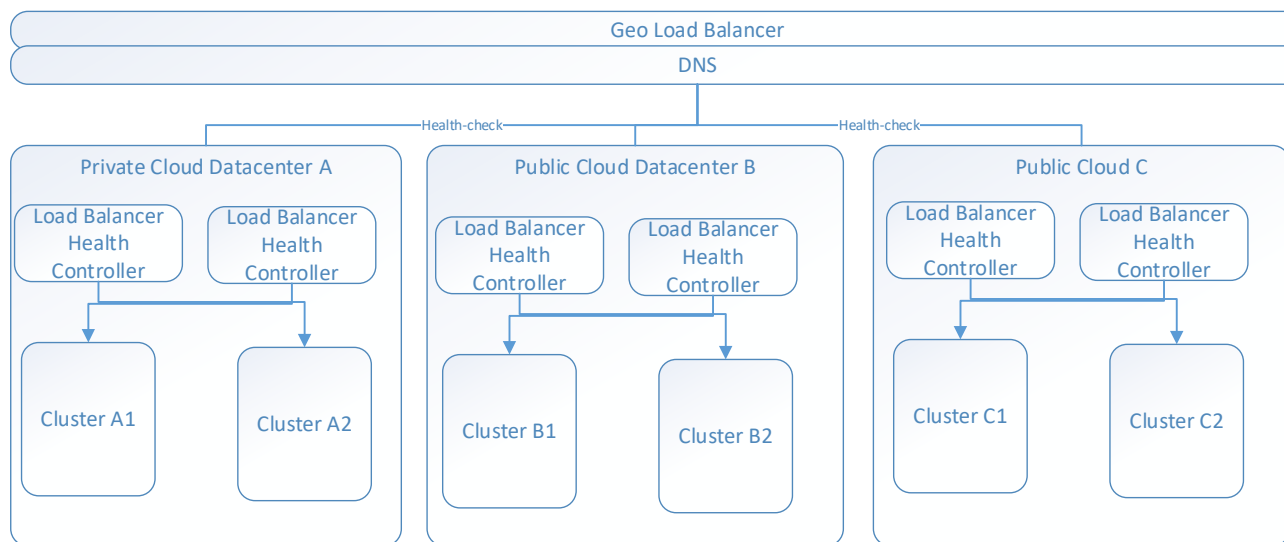 Geo Load Balancer
DNS
Health-check
Health-check
Private Cloud Datacenter A
Load Balancer
Health
Controller
Load Balancer
Health
Controller
Cluster A1
Cluster A2
Public Cloud Datacenter B
Load Balancer
Health
Controller
Load Balancer
Health
Controller
Cluster B1
Cluster B2
Public Cloud C
Load Balancer
Health
Controller
Load Balancer
Health
Controller
Cluster C1
Cluster C2